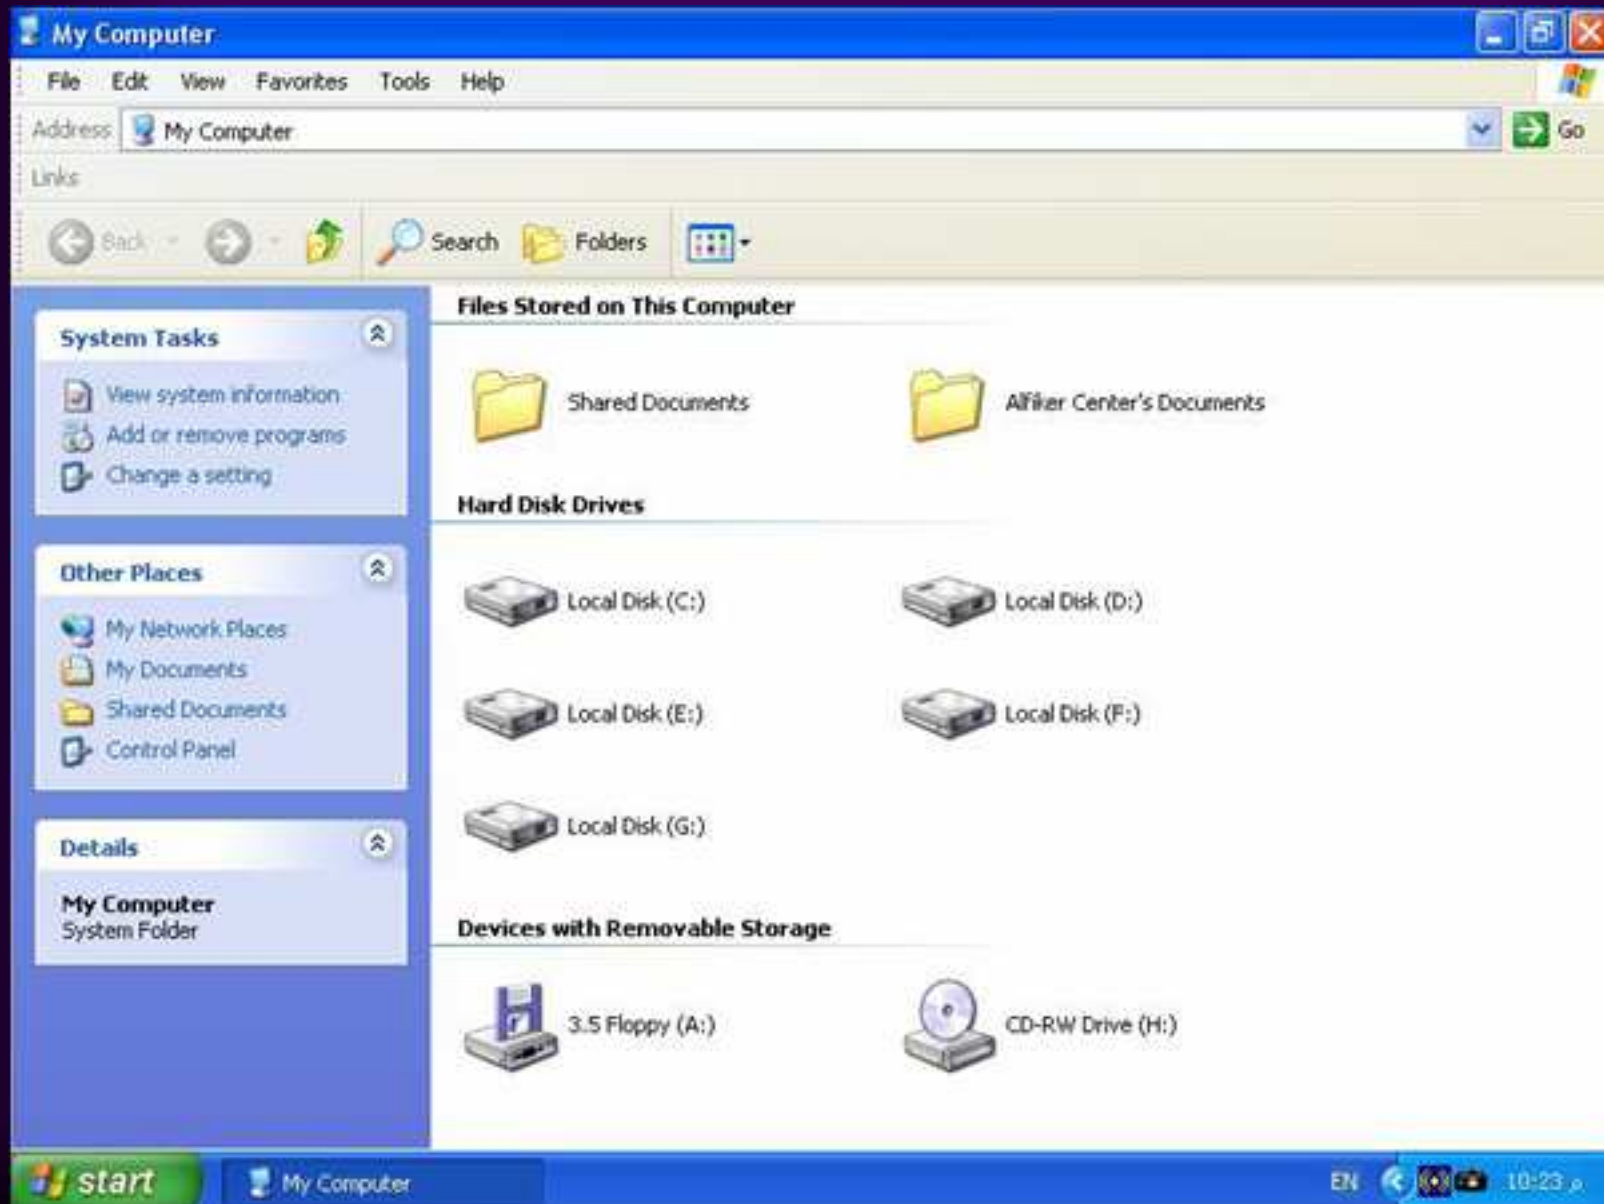 My Computer
File Edit View Favorites Tools Help
Address My Computer Go
Links
Back Search Folders
System Tasks
View system information
Add or remove programs
Change a setting
Other Places
My Network Places
My Documents
Shared Documents
Control Panel
Details
My Computer
System Folder
Files Stored on This Computer
Shared Documents Alfiker Center's Documents
Hard Disk Drives
Local Disk (C:) Local Disk (D:)
Local Disk (E:) Local Disk (F:)
Local Disk (G:)
Devices with Removable Storage
3.5 Floppy (A:) CD-RW Drive (H:)
start My Computer EN 10:23 م